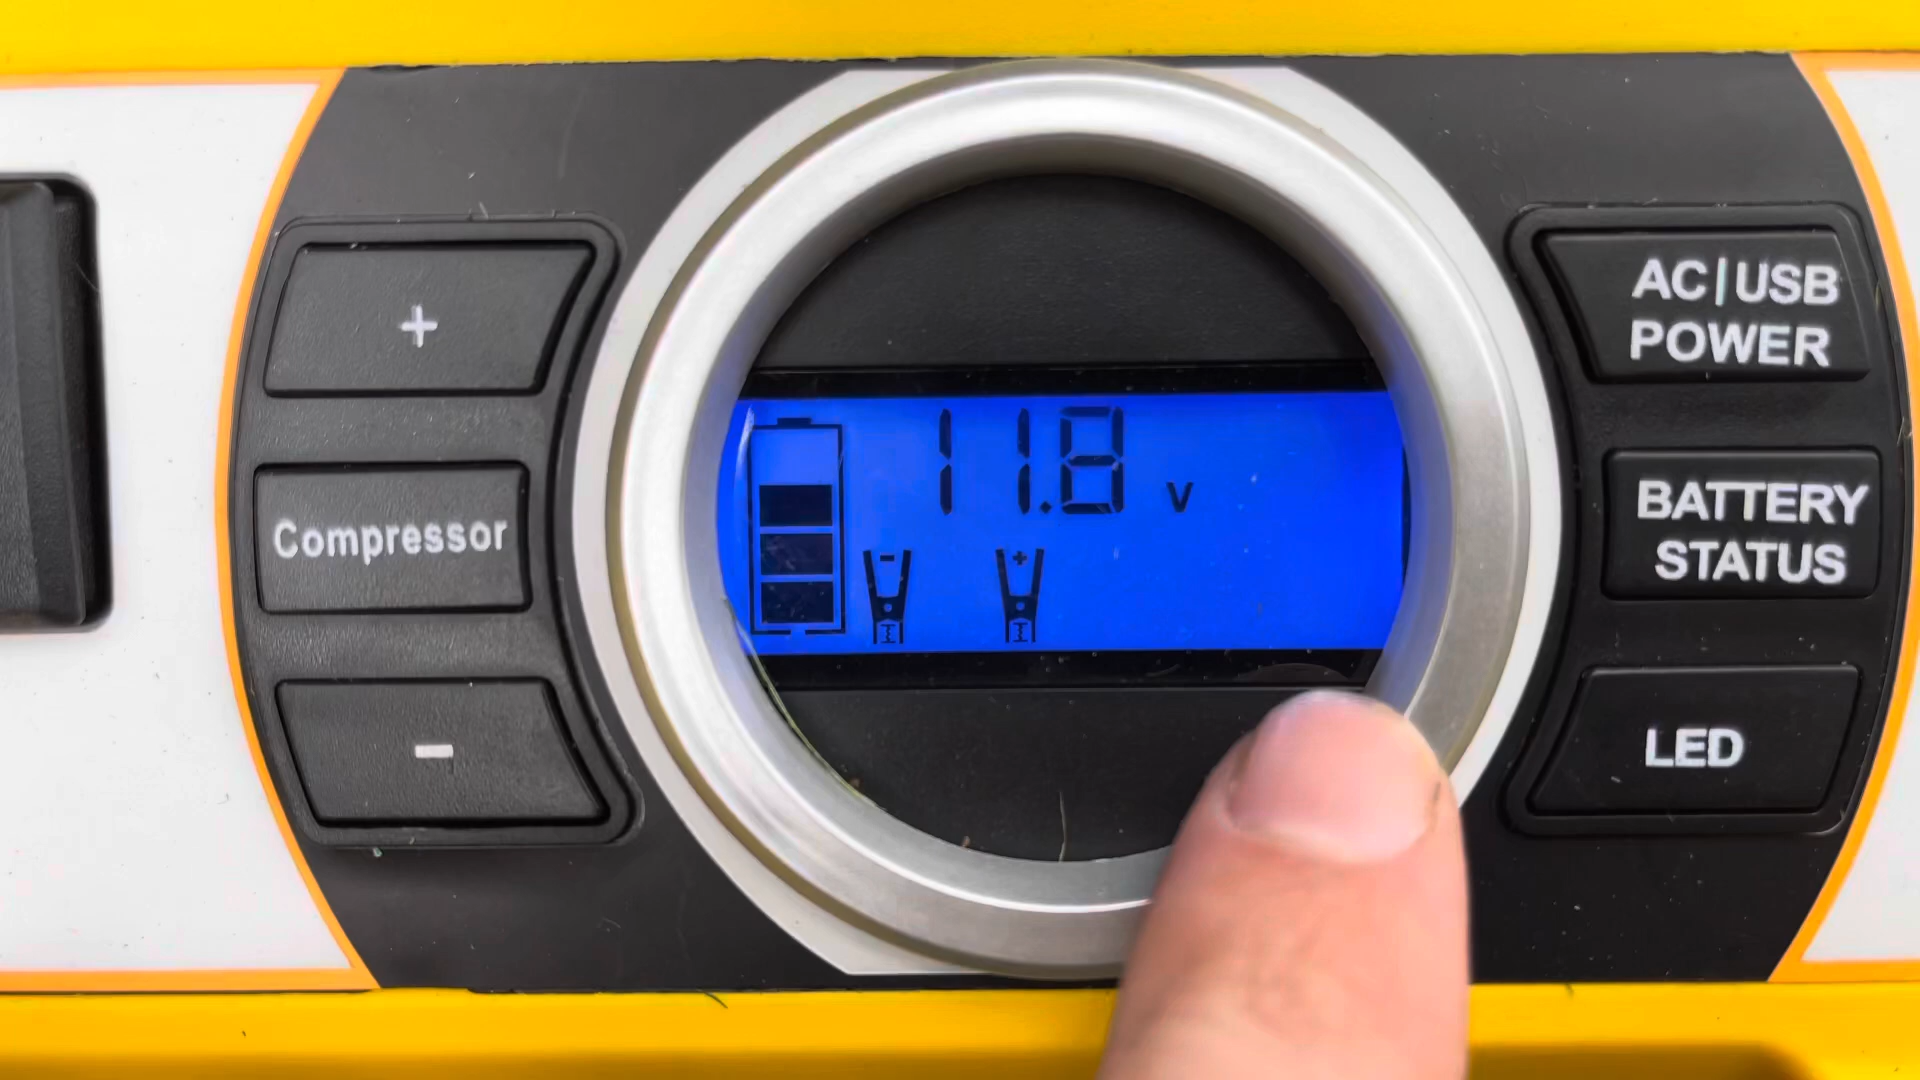 +
Compressor
-
11.8 v
- +
AC|USB
POWER
BATTERY
STATUS
LED